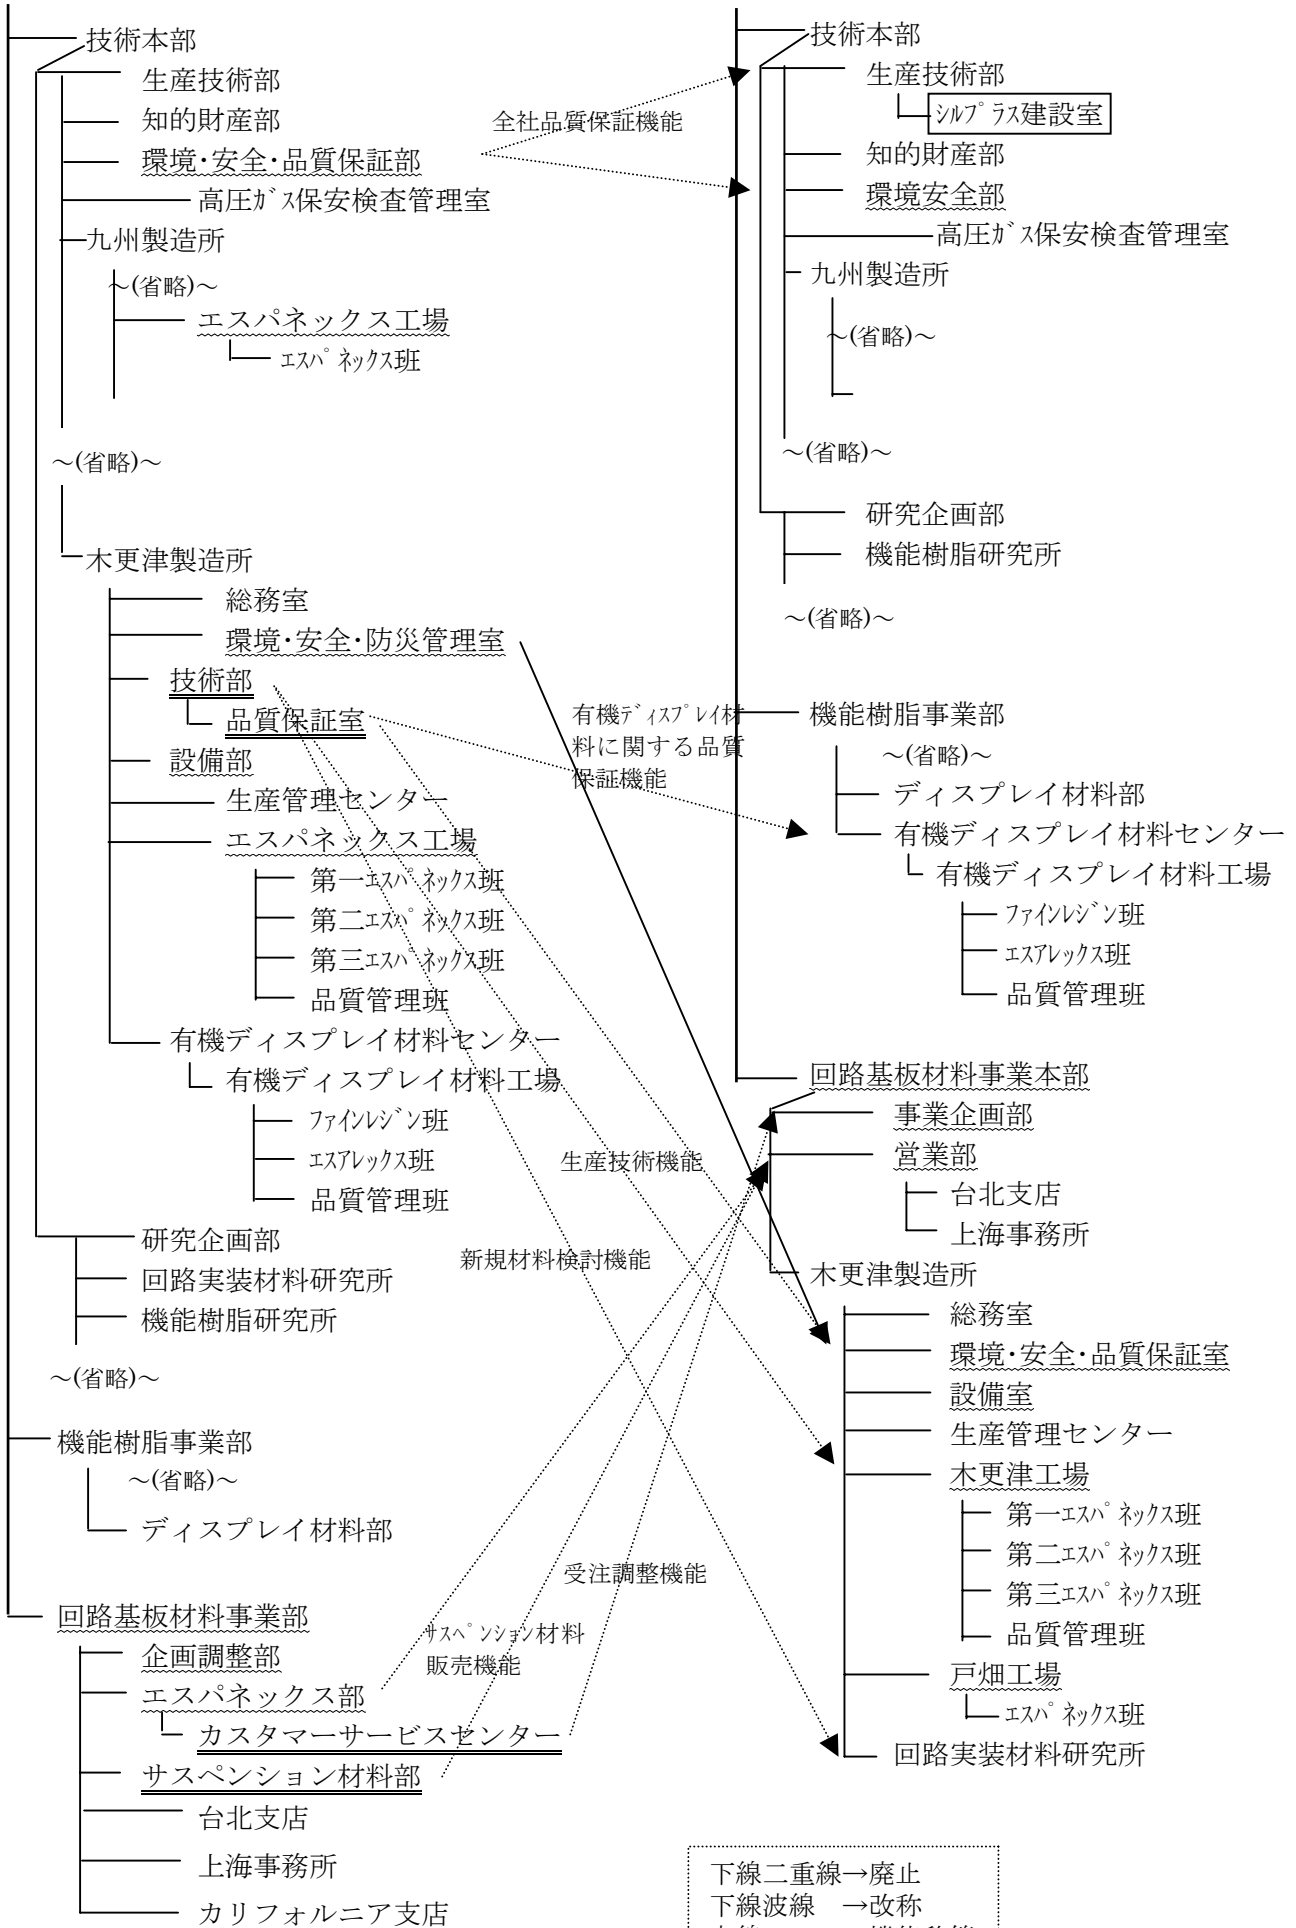 技術本部
生産技術部
知的財産部
環境・安全・品質保証部
高圧ガス保安検査管理室
九州製造所
～(省略)～
エスパネックス工場
エスパネックス班
～(省略)～
木更津製造所
総務室
環境・安全・防災管理室
技術部
品質保証室
設備部
生産管理センター
エスパネックス工場
第一エスパネックス班
第二エスパネックス班
第三エスパネックス班
品質管理班
有機ディスプレイ材料センター
有機ディスプレイ材料工場
ファインレジン班
エスアレックス班
品質管理班
研究企画部
回路実装材料研究所
機能樹脂研究所
～(省略)～
機能樹脂事業部
～(省略)～
ディスプレイ材料部
回路基板材料事業部
企画調整部
エスパネックス部
カスタマーサービスセンター
サスペンション材料部
台北支店
上海事務所
カリフォルニア支店
全社品質保証機能
有機ディスプレイ材
料に関する品質
保証機能
生産技術機能
新規材料検討機能
受注調整機能
サスペンション材料
販売機能
技術本部
生産技術部
シルプラス建設室
知的財産部
環境安全部
高圧ガス保安検査管理室
九州製造所
～(省略)～
～(省略)～
研究企画部
機能樹脂研究所
～(省略)～
機能樹脂事業部
～(省略)～
ディスプレイ材料部
有機ディスプレイ材料センター
有機ディスプレイ材料工場
ファインレジン班
エスアレックス班
品質管理班
回路基板材料事業本部
事業企画部
営業部
台北支店
上海事務所
木更津製造所
総務室
環境・安全・品質保証室
設備室
生産管理センター
木更津工場
第一エスパネックス班
第二エスパネックス班
第三エスパネックス班
品質管理班
戸畑工場
エスパネックス班
回路実装材料研究所
下線二重線→廃止
下線波線　→改称